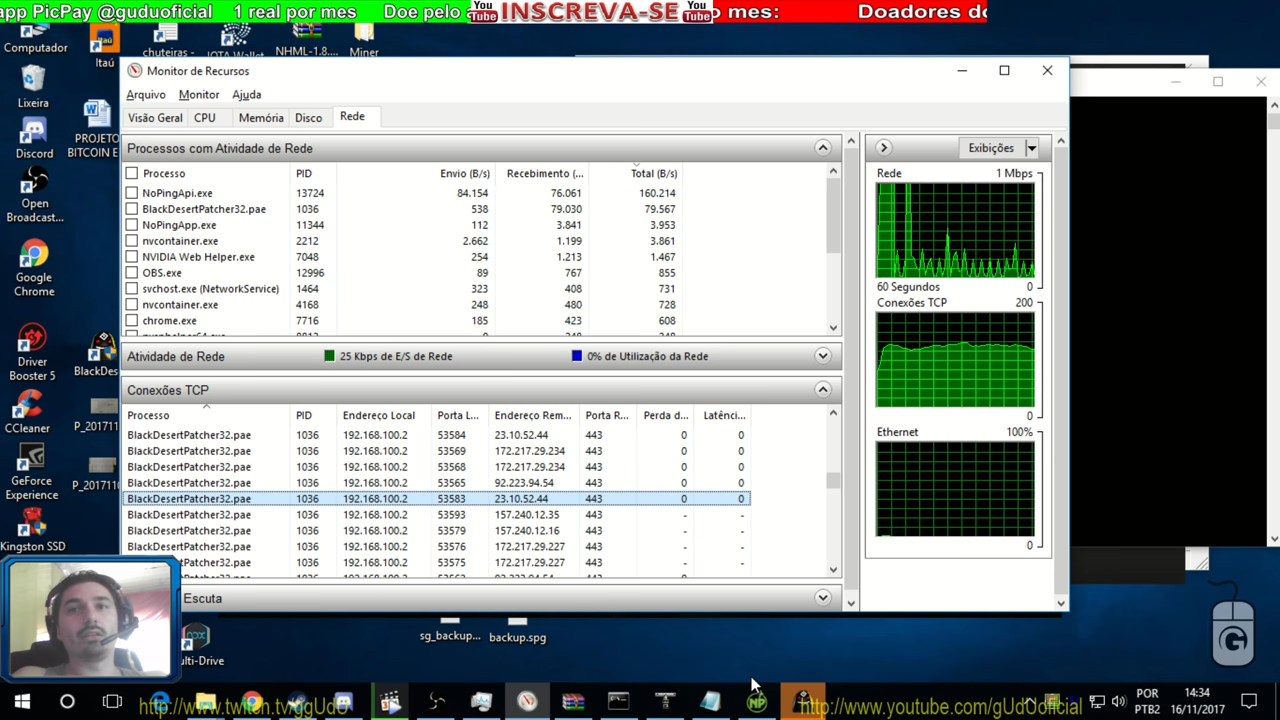 app PicPay @guduoficial 1 real por mes Doe pelo a
You Tube INSCREVA-SE You Tube
o mes: Doadores do
Computador
Itaú
chuteiras -
IOTA Wallet
NHML-1.8....
Miner
Lixeira
PROJETO
BITCOIN E...
Discord
Open
Broadcast...
Google
Chrome
Driver
Booster 5
BlackDes
CCleaner
P_201711
GeForce
Experience
P_2017110
Kingston SSD
Monitor de Recursos
Arquivo Monitor Ajuda
Visão Geral CPU Memória Disco Rede
Processos com Atividade de Rede
Processo PID Envio (B/s) Recebimento (... Total (B/s)
NoPingApi.exe 13724 84.154 76.061 160.214
BlackDesertPatcher32.pae 1036 538 79.030 79.567
NoPingApp.exe 11344 112 3.841 3.953
nvcontainer.exe 2212 2.662 1.199 3.861
NVIDIA Web Helper.exe 7048 254 1.213 1.467
OBS.exe 12996 89 767 855
svchost.exe (NetworkService) 1464 323 408 731
nvcontainer.exe 4168 248 480 728
chrome.exe 7716 185 423 608
Atividade de Rede 25 Kbps de E/S de Rede 0% de Utilização da Rede
Conexões TCP
Processo PID Endereço Local Porta L... Endereço Rem... Porta R... Perda d... Latênci...
BlackDesertPatcher32.pae 1036 192.168.100.2 53584 23.10.52.44 443 0 0
BlackDesertPatcher32.pae 1036 192.168.100.2 53569 172.217.29.234 443 0 0
BlackDesertPatcher32.pae 1036 192.168.100.2 53568 172.217.29.234 443 0 0
BlackDesertPatcher32.pae 1036 192.168.100.2 53565 92.223.94.54 443 0 0
BlackDesertPatcher32.pae 1036 192.168.100.2 53583 23.10.52.44 443 0 0
BlackDesertPatcher32.pae 1036 192.168.100.2 53593 157.240.12.35 443 - -
BlackDesertPatcher32.pae 1036 192.168.100.2 53579 157.240.12.16 443 - -
BlackDesertPatcher32.pae 1036 192.168.100.2 53576 172.217.29.227 443 - -
BlackDesertPatcher32.pae 1036 192.168.100.2 53575 172.217.29.227 443 - -
Escuta
Exibições
Rede 1 Mbps
60 Segundos 0
Conexões TCP 200
0
Ethernet 100%
0
ulti-Drive
sg_backup...
backup.spg
G
NP
http://www.twitch.tv/ggUdO
http://www.youtube.com/gUdUoficial
POR
PTB2
14:34
16/11/2017